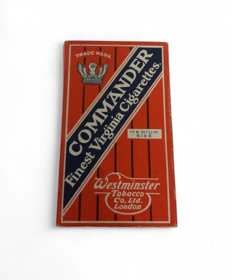 TRADE MARK
COMMANDER
Finest Virginia Cigarettes.
MEDIUM
SIZE
Westminster
Tobacco
Co., Ltd.
London